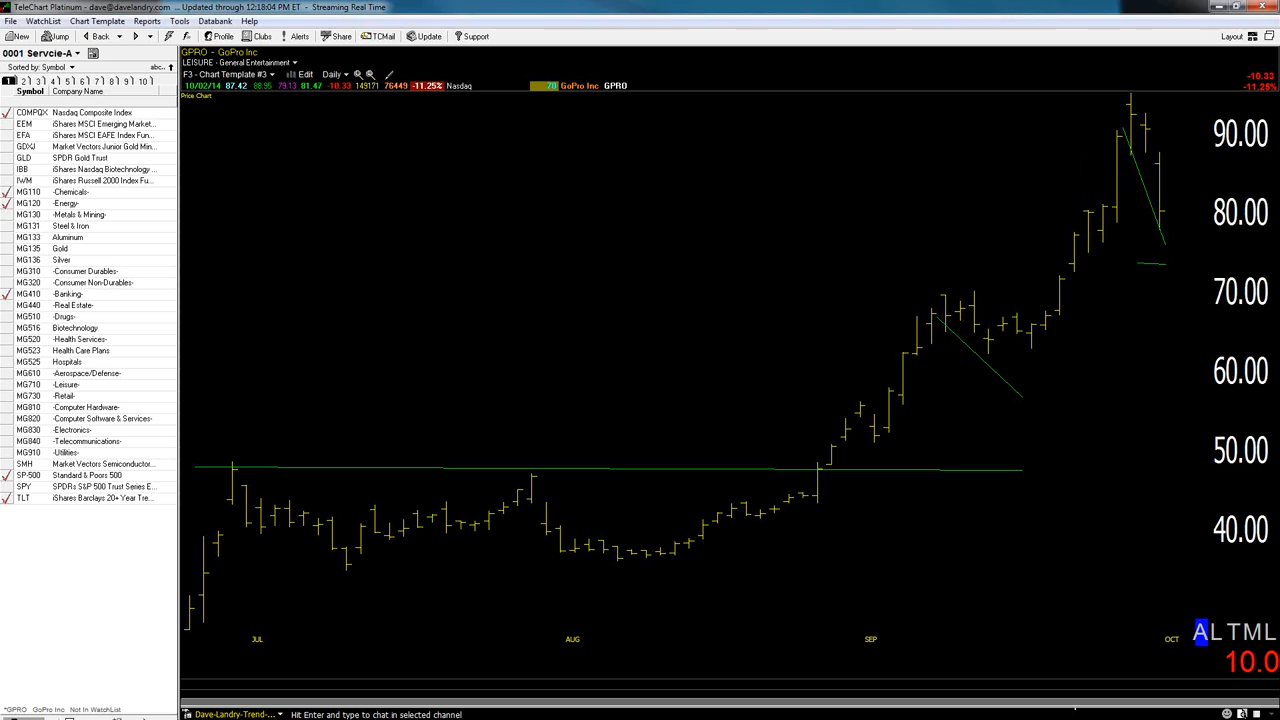 TeleChart Platinum - dave@davelandry.com ... Updated through 12:18:04 PM ET - Streaming Real Time
File WatchList Chart Template Reports Tools Databank Help
New Jump Back Profile Clubs Alerts Share TCMail Update Support Layout
0001 Servcie-A
Sorted by: Symbol abc..
1 2 3 4 5 6 7 8 9 10
Symbol Company Name
COMPQX Nasdaq Composite Index
EEM iShares MSCI Emerging Market...
EFA iShares MSCI EAFE Index Fun...
GDXJ Market Vectors Junior Gold Min...
GLD SPDR Gold Trust
IBB iShares Nasdaq Biotechnology ...
IWM iShares Russell 2000 Index Fu...
MG110 -Chemicals-
MG120 -Energy-
MG130 -Metals & Mining-
MG131 Steel & Iron
MG133 Aluminum
MG135 Gold
MG136 Silver
MG310 -Consumer Durables-
MG320 -Consumer Non-Durables-
MG410 -Banking-
MG440 -Real Estate-
MG510 -Drugs-
MG516 Biotechnology
MG520 -Health Services-
MG523 Health Care Plans
MG525 Hospitals
MG610 -Aerospace/Defense-
MG710 -Leisure-
MG730 -Retail-
MG810 -Computer Hardware-
MG820 -Computer Software & Services-
MG830 -Electronics-
MG840 -Telecommunications-
MG910 -Utilities-
SMH Market Vectors Semiconductor...
SP-500 Standard & Poors 500
SPY SPDRs S&P 500 Trust Series E...
TLT iShares Barclays 20+ Year Tre...
*GPRO GoPro Inc Not In WatchList
GPRO - GoPro Inc
LEISURE - General Entertainment
F3 - Chart Template #3 Edit Daily
10/02/14 87.42 88.95 79.13 81.47 -10.33 149171 76449 -11.25% Nasdaq 70 GoPro Inc GPRO
-10.33
-11.25%
Price Chart
90.00
80.00
70.00
60.00
50.00
40.00
JUL AUG SEP OCT
ALTML
10.0
Dave-Landry-Trend-... Hit Enter and type to chat in selected channel